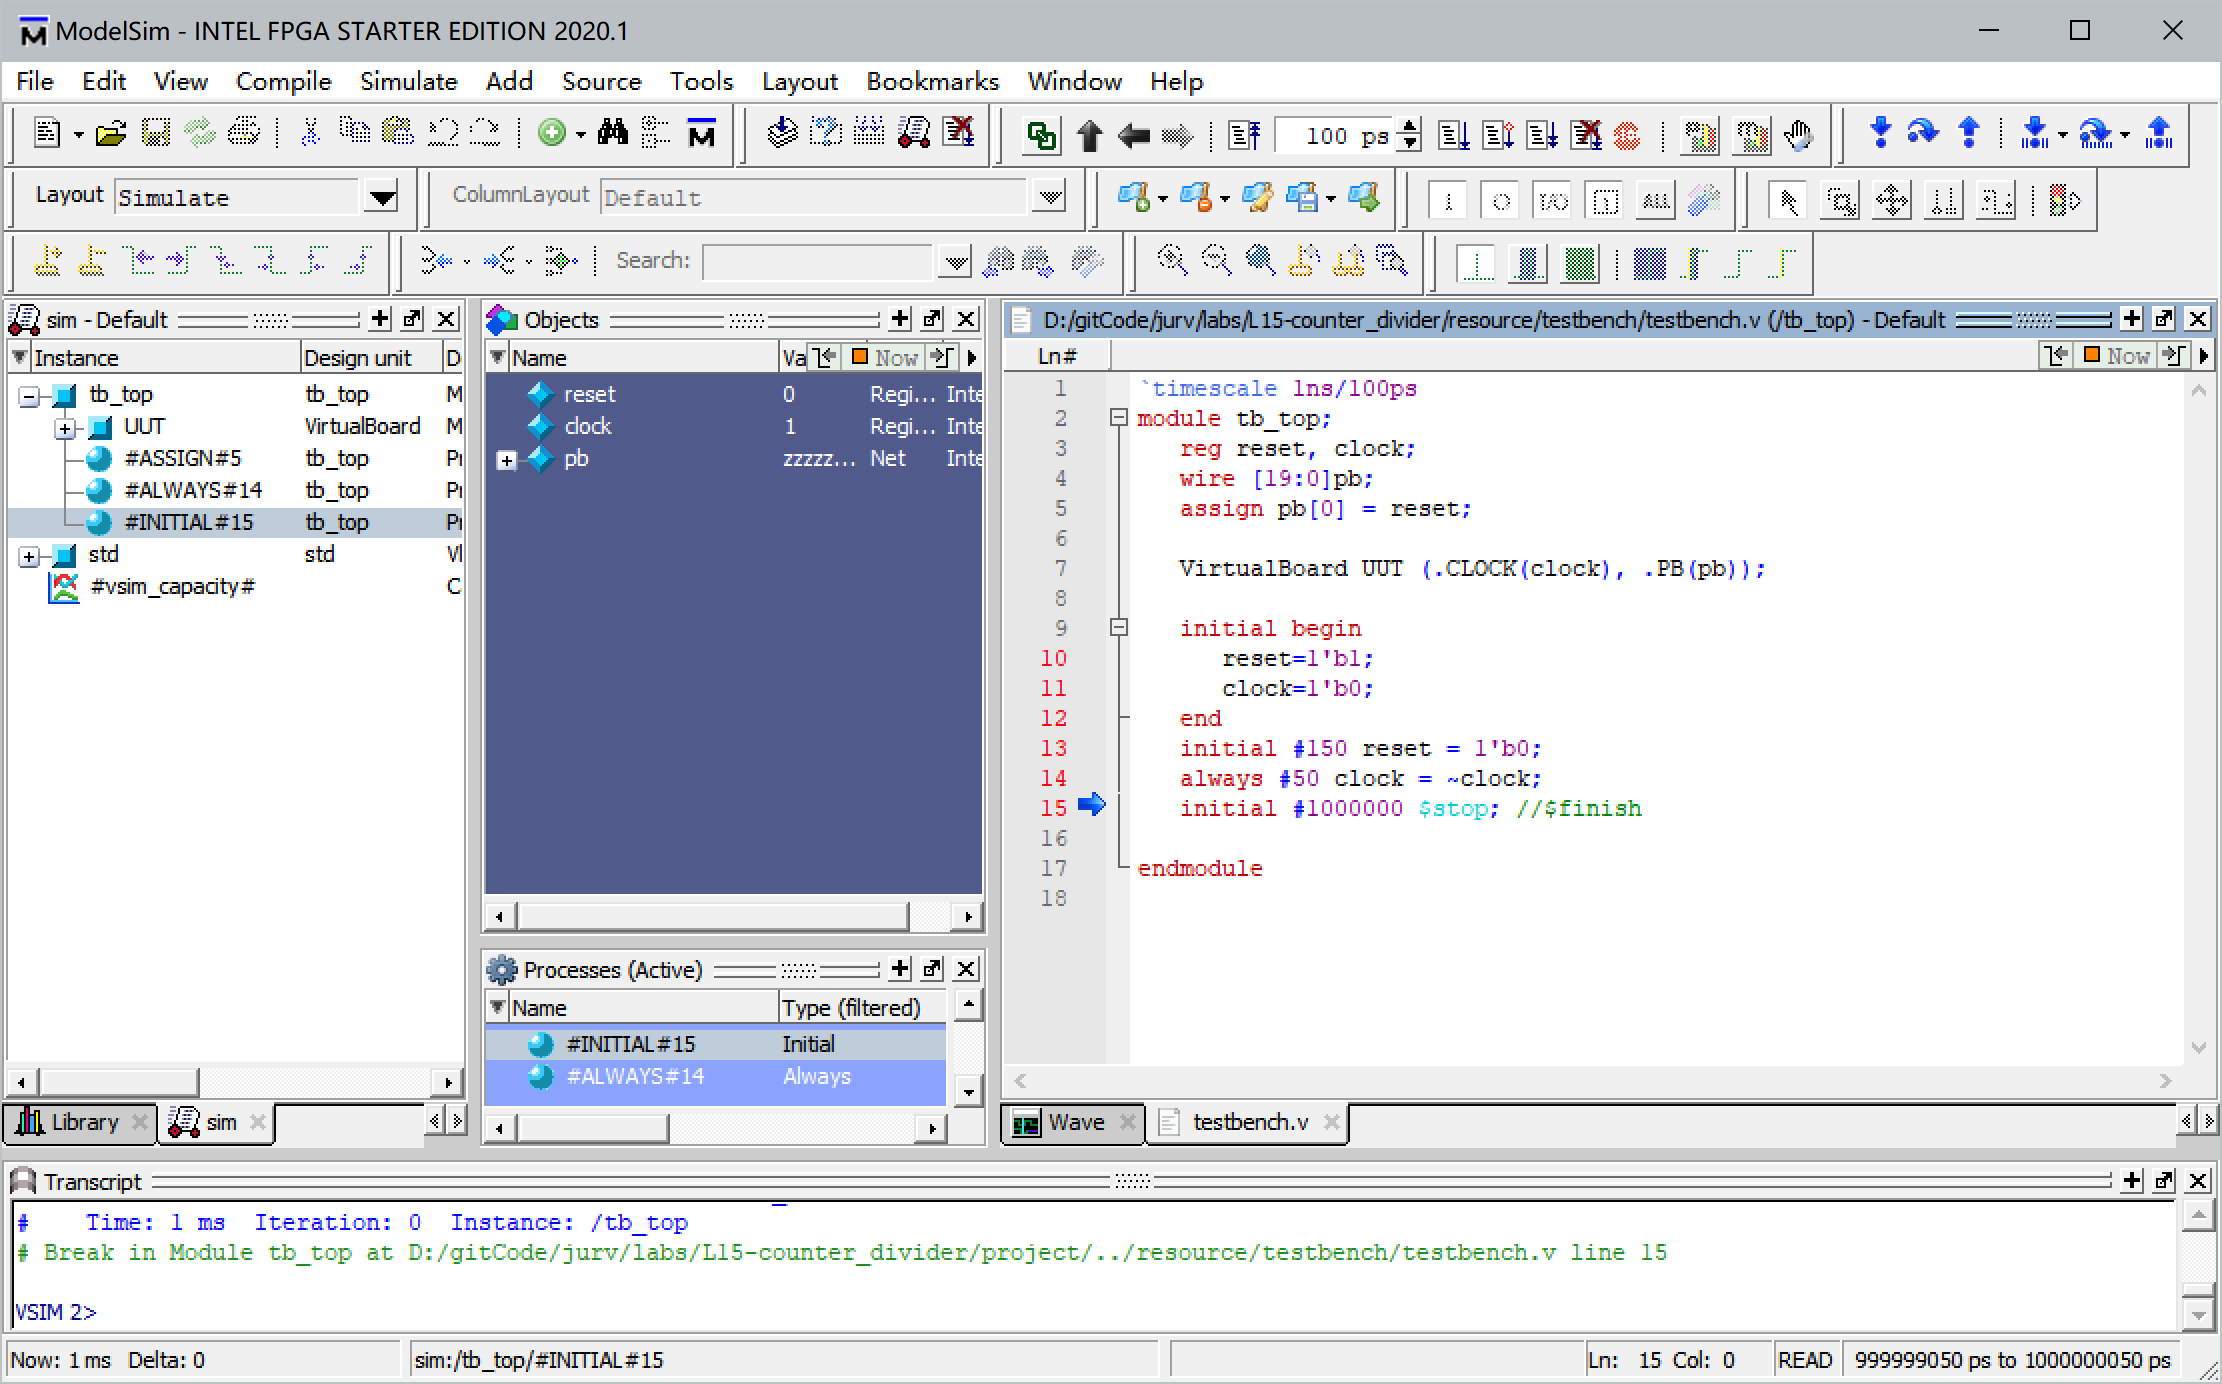 ModelSim - INTEL FPGA STARTER EDITION 2020.1
File Edit View Compile Simulate Add Source Tools Layout Bookmarks Window Help
100 ps
Layout Simulate ColumnLayout Default
I/O ALL
Search:
sim - Default
Instance Design unit D
tb_top tb_top M
UUT VirtualBoard M
#ASSIGN#5 tb_top Pr
#ALWAYS#14 tb_top Pr
#INITIAL#15 tb_top Pr
std std Vl
#vsim_capacity# C
Library sim
Objects
Name Va Now
reset 0 Regi... Inte
clock 1 Regi... Inte
pb zzzzz... Net Inte
Processes (Active)
Name Type (filtered)
#INITIAL#15 Initial
#ALWAYS#14 Always
D:/gitCode/jurv/labs/L15-counter_divider/resource/testbench/testbench.v (/tb_top) - Default
Ln# Now
1 `timescale 1ns/100ps
2 module tb_top;
3 reg reset, clock;
4 wire [19:0]pb;
5 assign pb[0] = reset;
6
7 VirtualBoard UUT (.CLOCK(clock), .PB(pb));
8
9 initial begin
10 reset=1'b1;
11 clock=1'b0;
12 end
13 initial #150 reset = 1'b0;
14 always #50 clock = ~clock;
15 initial #1000000 $stop; //$finish
16
17 endmodule
18
Wave testbench.v
Transcript
# Time: 1 ms Iteration: 0 Instance: /tb_top
# Break in Module tb_top at D:/gitCode/jurv/labs/L15-counter_divider/project/../resource/testbench/testbench.v line 15
VSIM 2>
Now: 1 ms Delta: 0 sim:/tb_top/#INITIAL#15 Ln: 15 Col: 0 READ 999999050 ps to 1000000050 ps